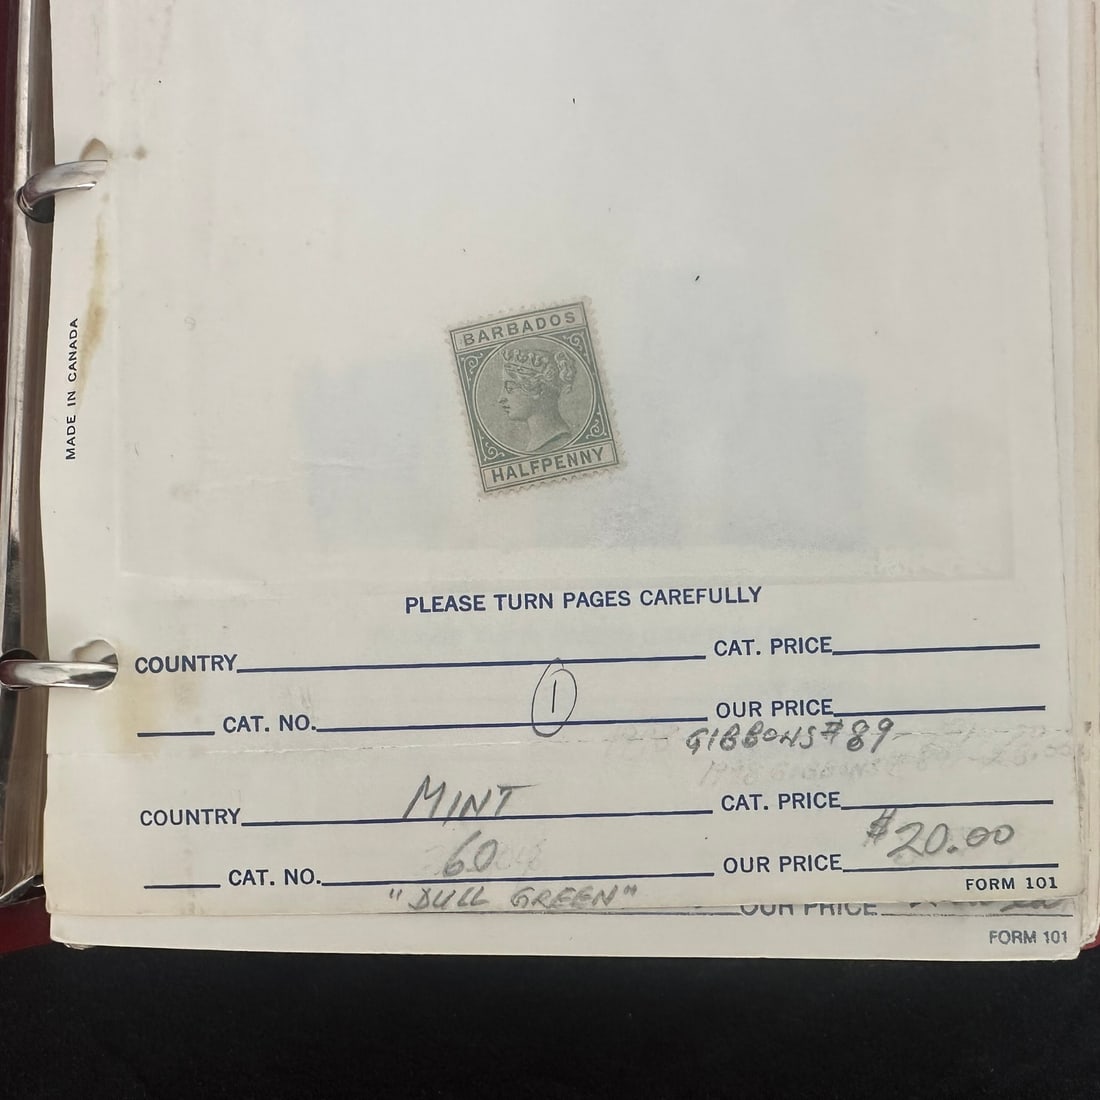 MADE IN CANADA
BARBADOS
HALFPENNY
PLEASE TURN PAGES CAREFULLY
COUNTRY CAT. PRICE
CAT. NO. 1 OUR PRICE
GIBBONS #89
COUNTRY MINT CAT. PRICE
CAT. NO. 60 OUR PRICE $20.00
"DULL GREEN" FORM 101
OUR PRICE
FORM 101